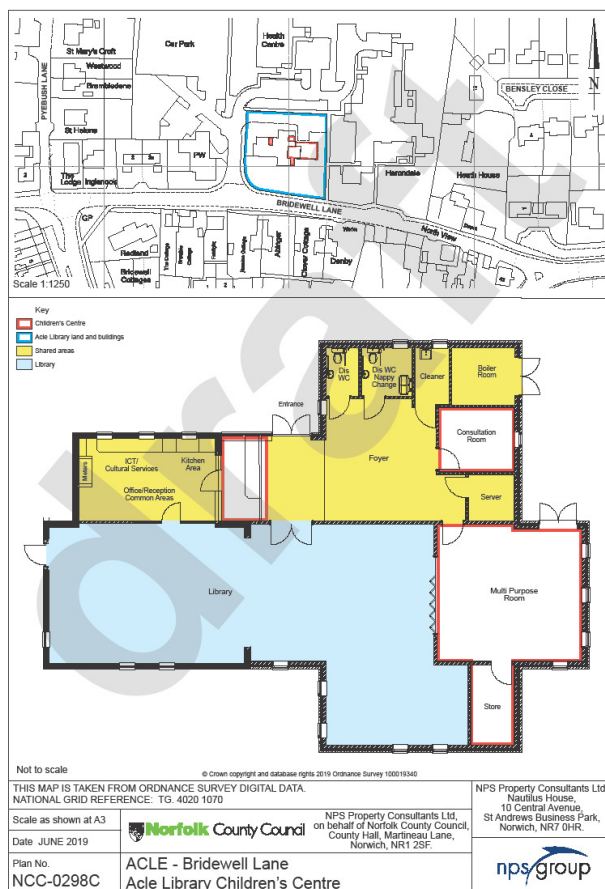 St Mary's Croft
Westwood
Brambledene
PYEBUSH LANE
St Helens
The Lodge
Inglenook
Car Park
Health Centre
PW
GP
Redland
Bridewell Cottages
The Cottage
Jasmine Cottage
Clover Cottage
Denby
BRIDEWELL LANE
Harondale
Heath House
North View
BENSLEY CLOSE
N
Scale 1:1250
Key
Children's Centre
Acle Library land and buildings
Shared areas
Library
Dis WC
Dis WC Nappy Change
Cleaner
Boiler Room
Entrance
Consultation Room
Foyer
Server
Meters
ICT/ Cultural Services
Kitchen Area
Office/Reception Common Areas
Library
Multi Purpose Room
Store
draft
Not to scale
© Crown copyright and database rights 2019 Ordnance Survey 100019340
THIS MAP IS TAKEN FROM ORDNANCE SURVEY DIGITAL DATA.
NATIONAL GRID REFERENCE: TG. 4020 1070
Scale as shown at A3
Date JUNE 2019
Plan No.
NCC-0298C
Norfolk County Council
NPS Property Consultants Ltd,
on behalf of Norfolk County Council,
County Hall, Martineau Lane,
Norwich, NR1 2SF.
ACLE - Bridewell Lane
Acle Library Children's Centre
NPS Property Consultants Ltd
Nautilus House,
10 Central Avenue,
St Andrews Business Park,
Norwich, NR7 0HR.
nps group